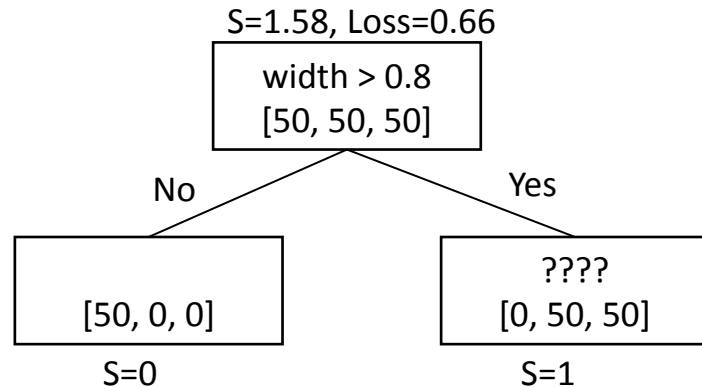 S=1.58, Loss=0.66
width > 0.8
[50, 50, 50]
No
Yes
????
[50, 0, 0]
[0, 50, 50]
S=0
S=1